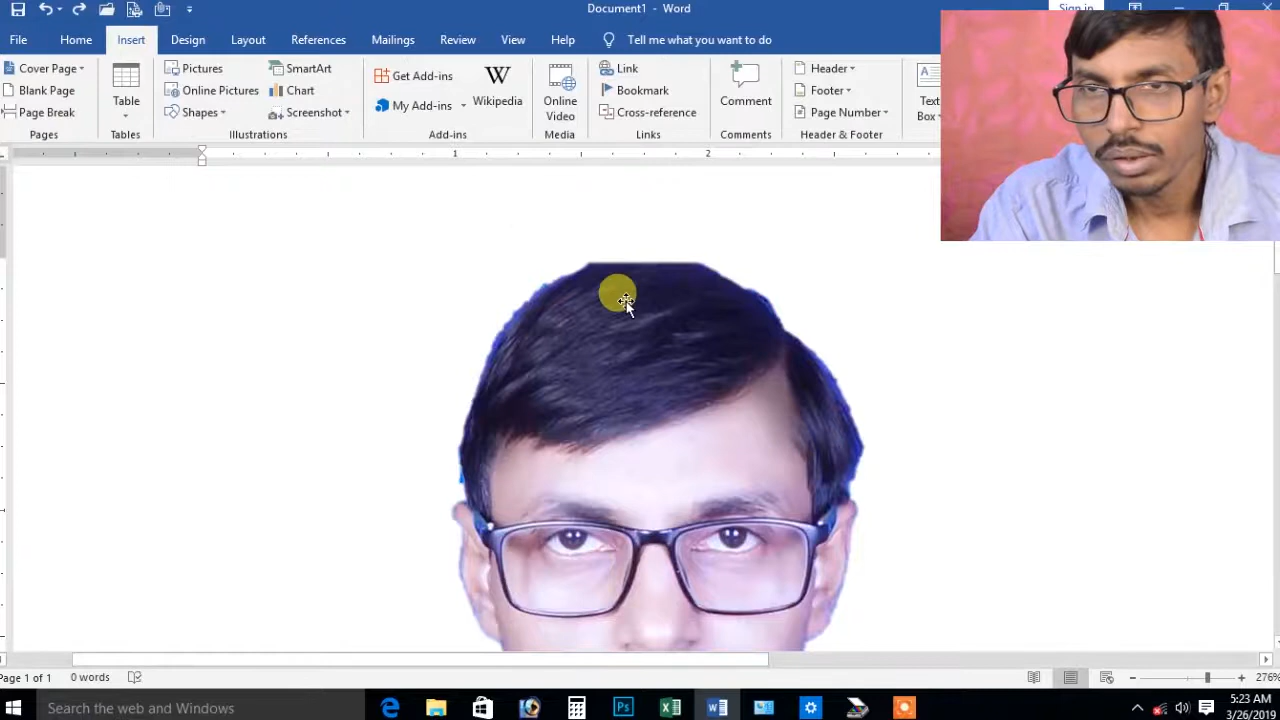 Document1 - Word
Sign in
File Home Insert Design Layout References Mailings Review View Help Tell me what you want to do
Cover Page
Blank Page
Page Break
Pages
Table
Tables
Pictures
Online Pictures
Shapes
SmartArt
Chart
Screenshot
Illustrations
Get Add-ins
My Add-ins
Wikipedia
Add-ins
Online
Video
Media
Link
Bookmark
Cross-reference
Links
Comment
Comments
Header
Footer
Page Number
Header & Footer
Text
Box
1 2
Page 1 of 1 0 words
276%
Search the web and Windows
5:23 AM
3/26/2019